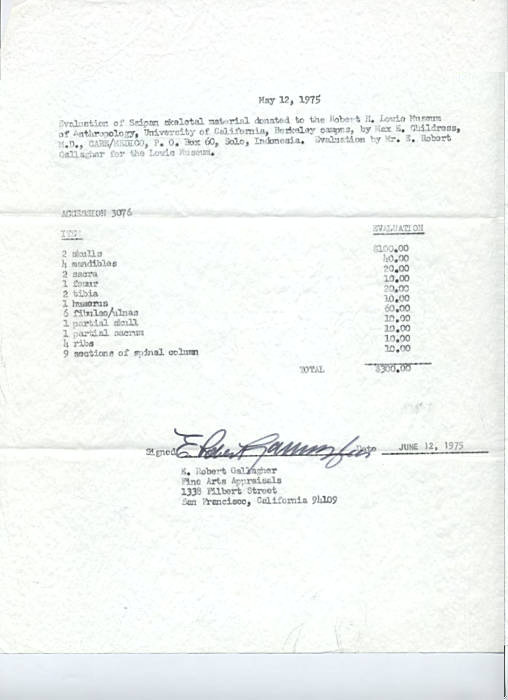 May 12, 1975
Evaluation of Saipan skeletal material donated to the Robert H. Lowie Museum
of Anthropology, University of California, Berkeley campus, by Max E. Childress,
M.D., CARE/MEDICO, P. O. Box 60, Solo, Indonesia. Evaluation by Mr. E. Robert
Gallagher for the Lowie Museum.
ACCESSION 3076
ITEM EVALUATION
2 skulls $100.00
4 mandibles 40.00
2 sacra 20.00
1 femur 10.00
2 tibia 20.00
1 humerus 10.00
6 fibulae/ulnas 60.00
1 partial skull 10.00
1 partial sacrum 10.00
4 ribs 10.00
9 sections of spinal column 10.00
TOTAL $300.00
Signed E Robert Date JUNE 12, 1975
E. Robert Gallagher
Fine Arts Appraisals
1338 Filbert Street
San Francisco, California 94109